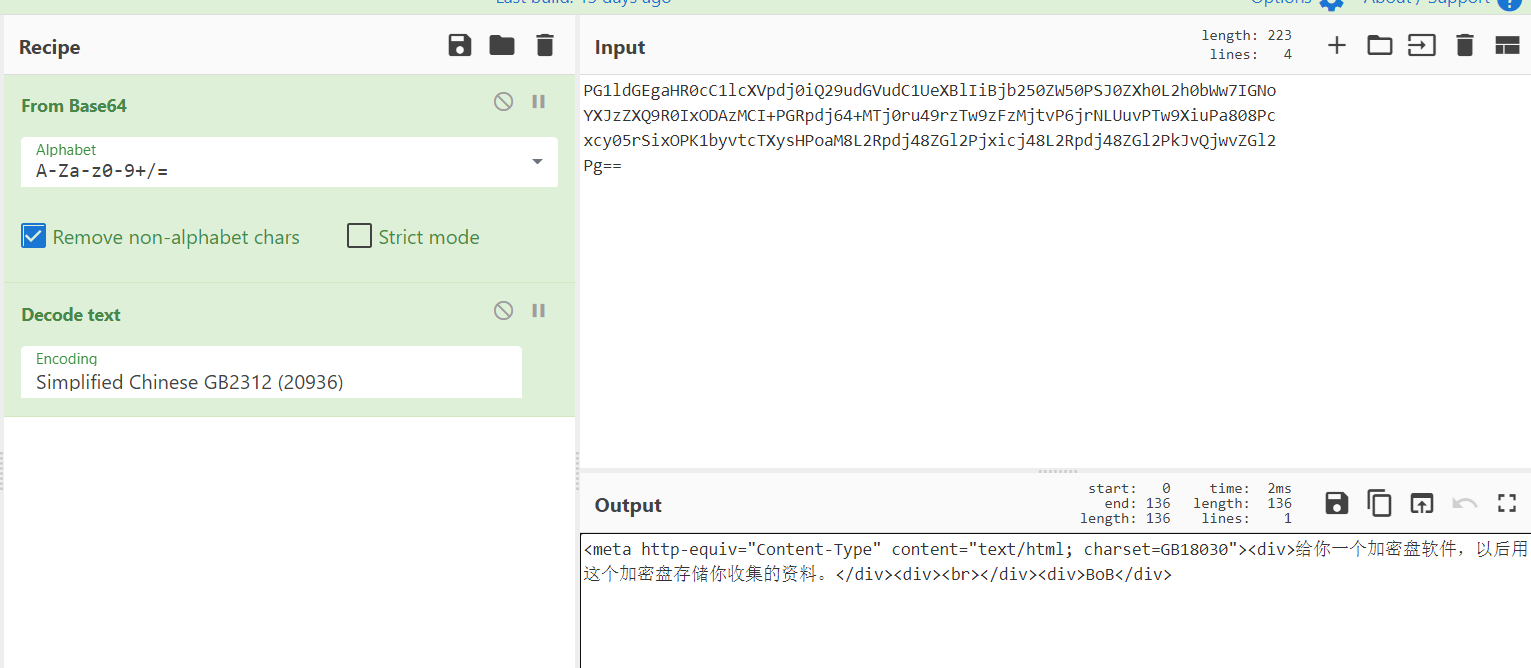 Last build: 15 days ago
Options
About / Support
Recipe
Input
length: 223
lines: 4
From Base64
Alphabet
A-Za-z0-9+/=
Remove non-alphabet chars
Strict mode
Decode text
Encoding
Simplified Chinese GB2312 (20936)
PG1ldGEgaHR0cC1lcXVpdj0iQ29udGVudC1UeXBlIiBjb250ZW50PSJ0ZXh0L2h0bWw7IGNo
YXJzZXQ9R0IxODAzMCI+PGRpdj64+MTj0ru49rzTw9zFzMjtvP6jrNLUuvPTw9XiuPa808Pc
xcy05rSixOPK1byvtcTXysHPoaM8L2Rpdj48ZGl2Pjxicj48L2Rpdj48ZGl2PkJvQjwvZGl2
Pg==
Output
start: 0
end: 136
length: 136
time: 2ms
length: 136
lines: 1
<meta http-equiv="Content-Type" content="text/html; charset=GB18030"><div>给你一个加密盘软件，以后用
这个加密盘存储你收集的资料。</div><div><br></div><div>BoB</div>